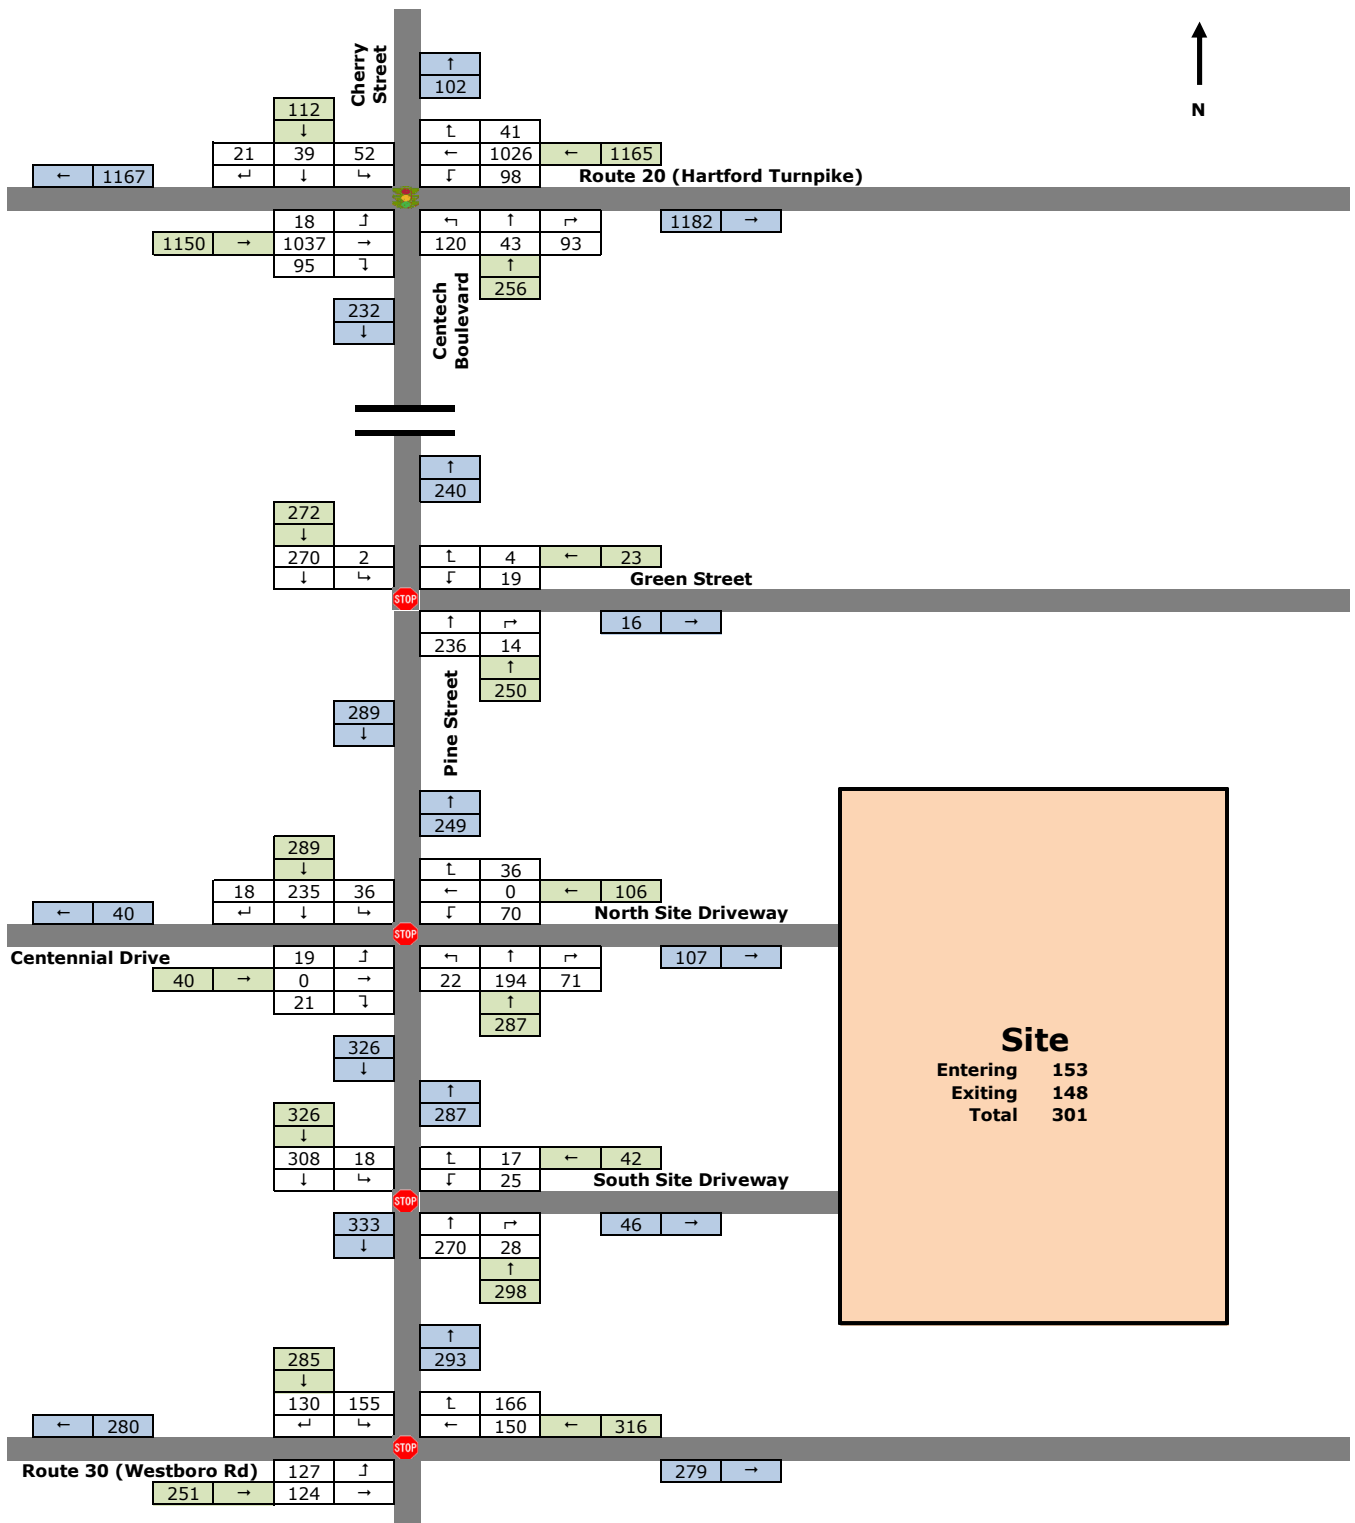 Cherry
Street
↑
102
112
↓
N
21 39 52
↵ ↓ ↳
↑ 41
← 1026 ← 1165
↓ 98
← 1167
Route 20 (Hartford Turnpike)
18 ↑
1150 → 1037 →
95 ↓
↰ ↑ ↱
120 43 93
↑
256
1182 →
232
↓
Centech
Boulevard
↑
240
272
↓
270 2
↓ ↳
↑ 4 ← 23
↓ 19
Green Street
STOP
↑ ↱
236 14
↑
250
16 →
289
↓
Pine Street
↑
249
289
↓
18 235 36
↵ ↓ ↳
↑ 36
← 0 ← 106
↓ 70
← 40
North Site Driveway
STOP
Centennial Drive
19 ↑
40 → 0 →
21 ↓
↰ ↑ ↱
22 194 71
↑
287
107 →
326
↓
Site
Entering 153
Exiting 148
Total 301
↑
287
326
↓
308 18
↓ ↳
↑ 17 ← 42
↓ 25
South Site Driveway
STOP
333
↓
↑ ↱
270 28
↑
298
46 →
↑
293
285
↓
130 155
↵ ↳
↑ 166
← 150 ← 316
← 280
STOP
Route 30 (Westboro Rd)
127 ↑
251 → 124 →
279 →